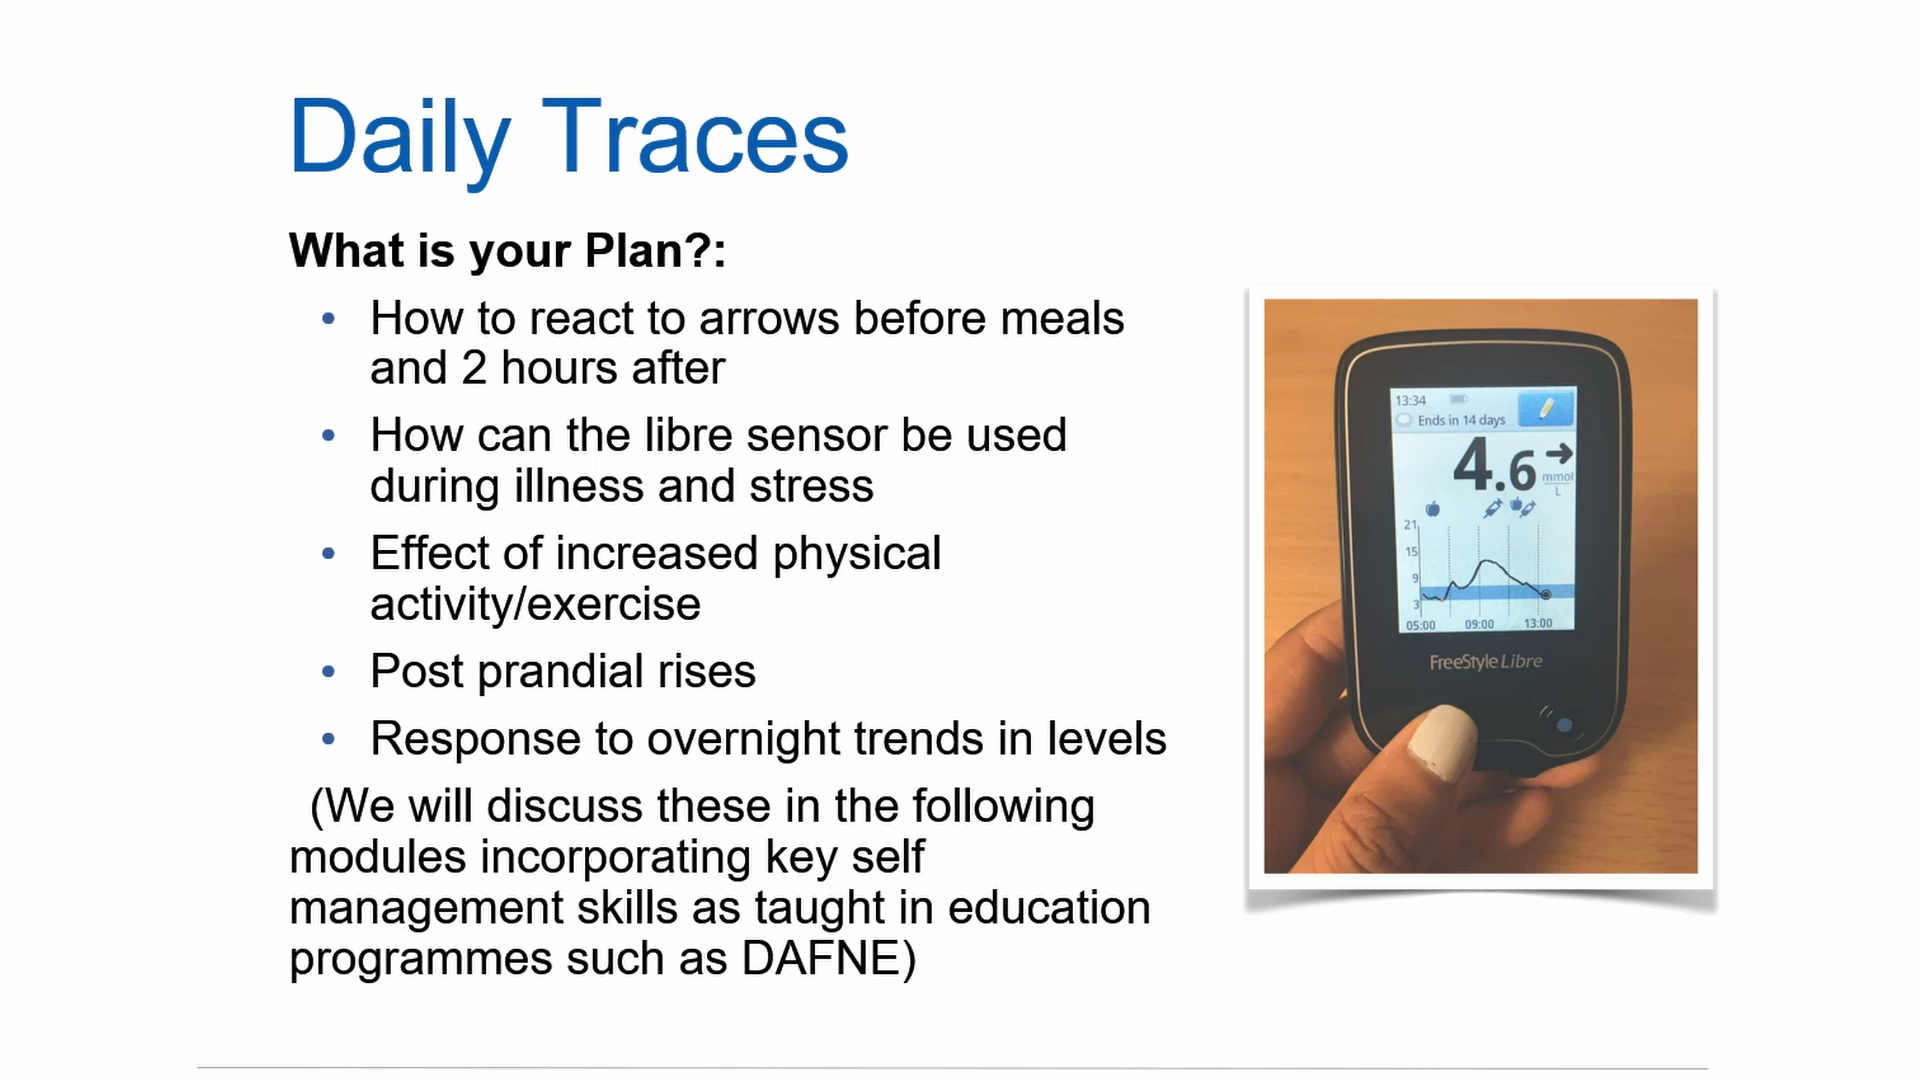 Daily Traces
What is your Plan?:
• How to react to arrows before meals
and 2 hours after
• How can the libre sensor be used
during illness and stress
• Effect of increased physical
activity/exercise
• Post prandial rises
• Response to overnight trends in levels
(We will discuss these in the following
modules incorporating key self
management skills as taught in education
programmes such as DAFNE)
13:34
Ends in 14 days
4.6
mmol
L
21
15
9
3
05:00 09:00 13:00
FreeStyle Libre